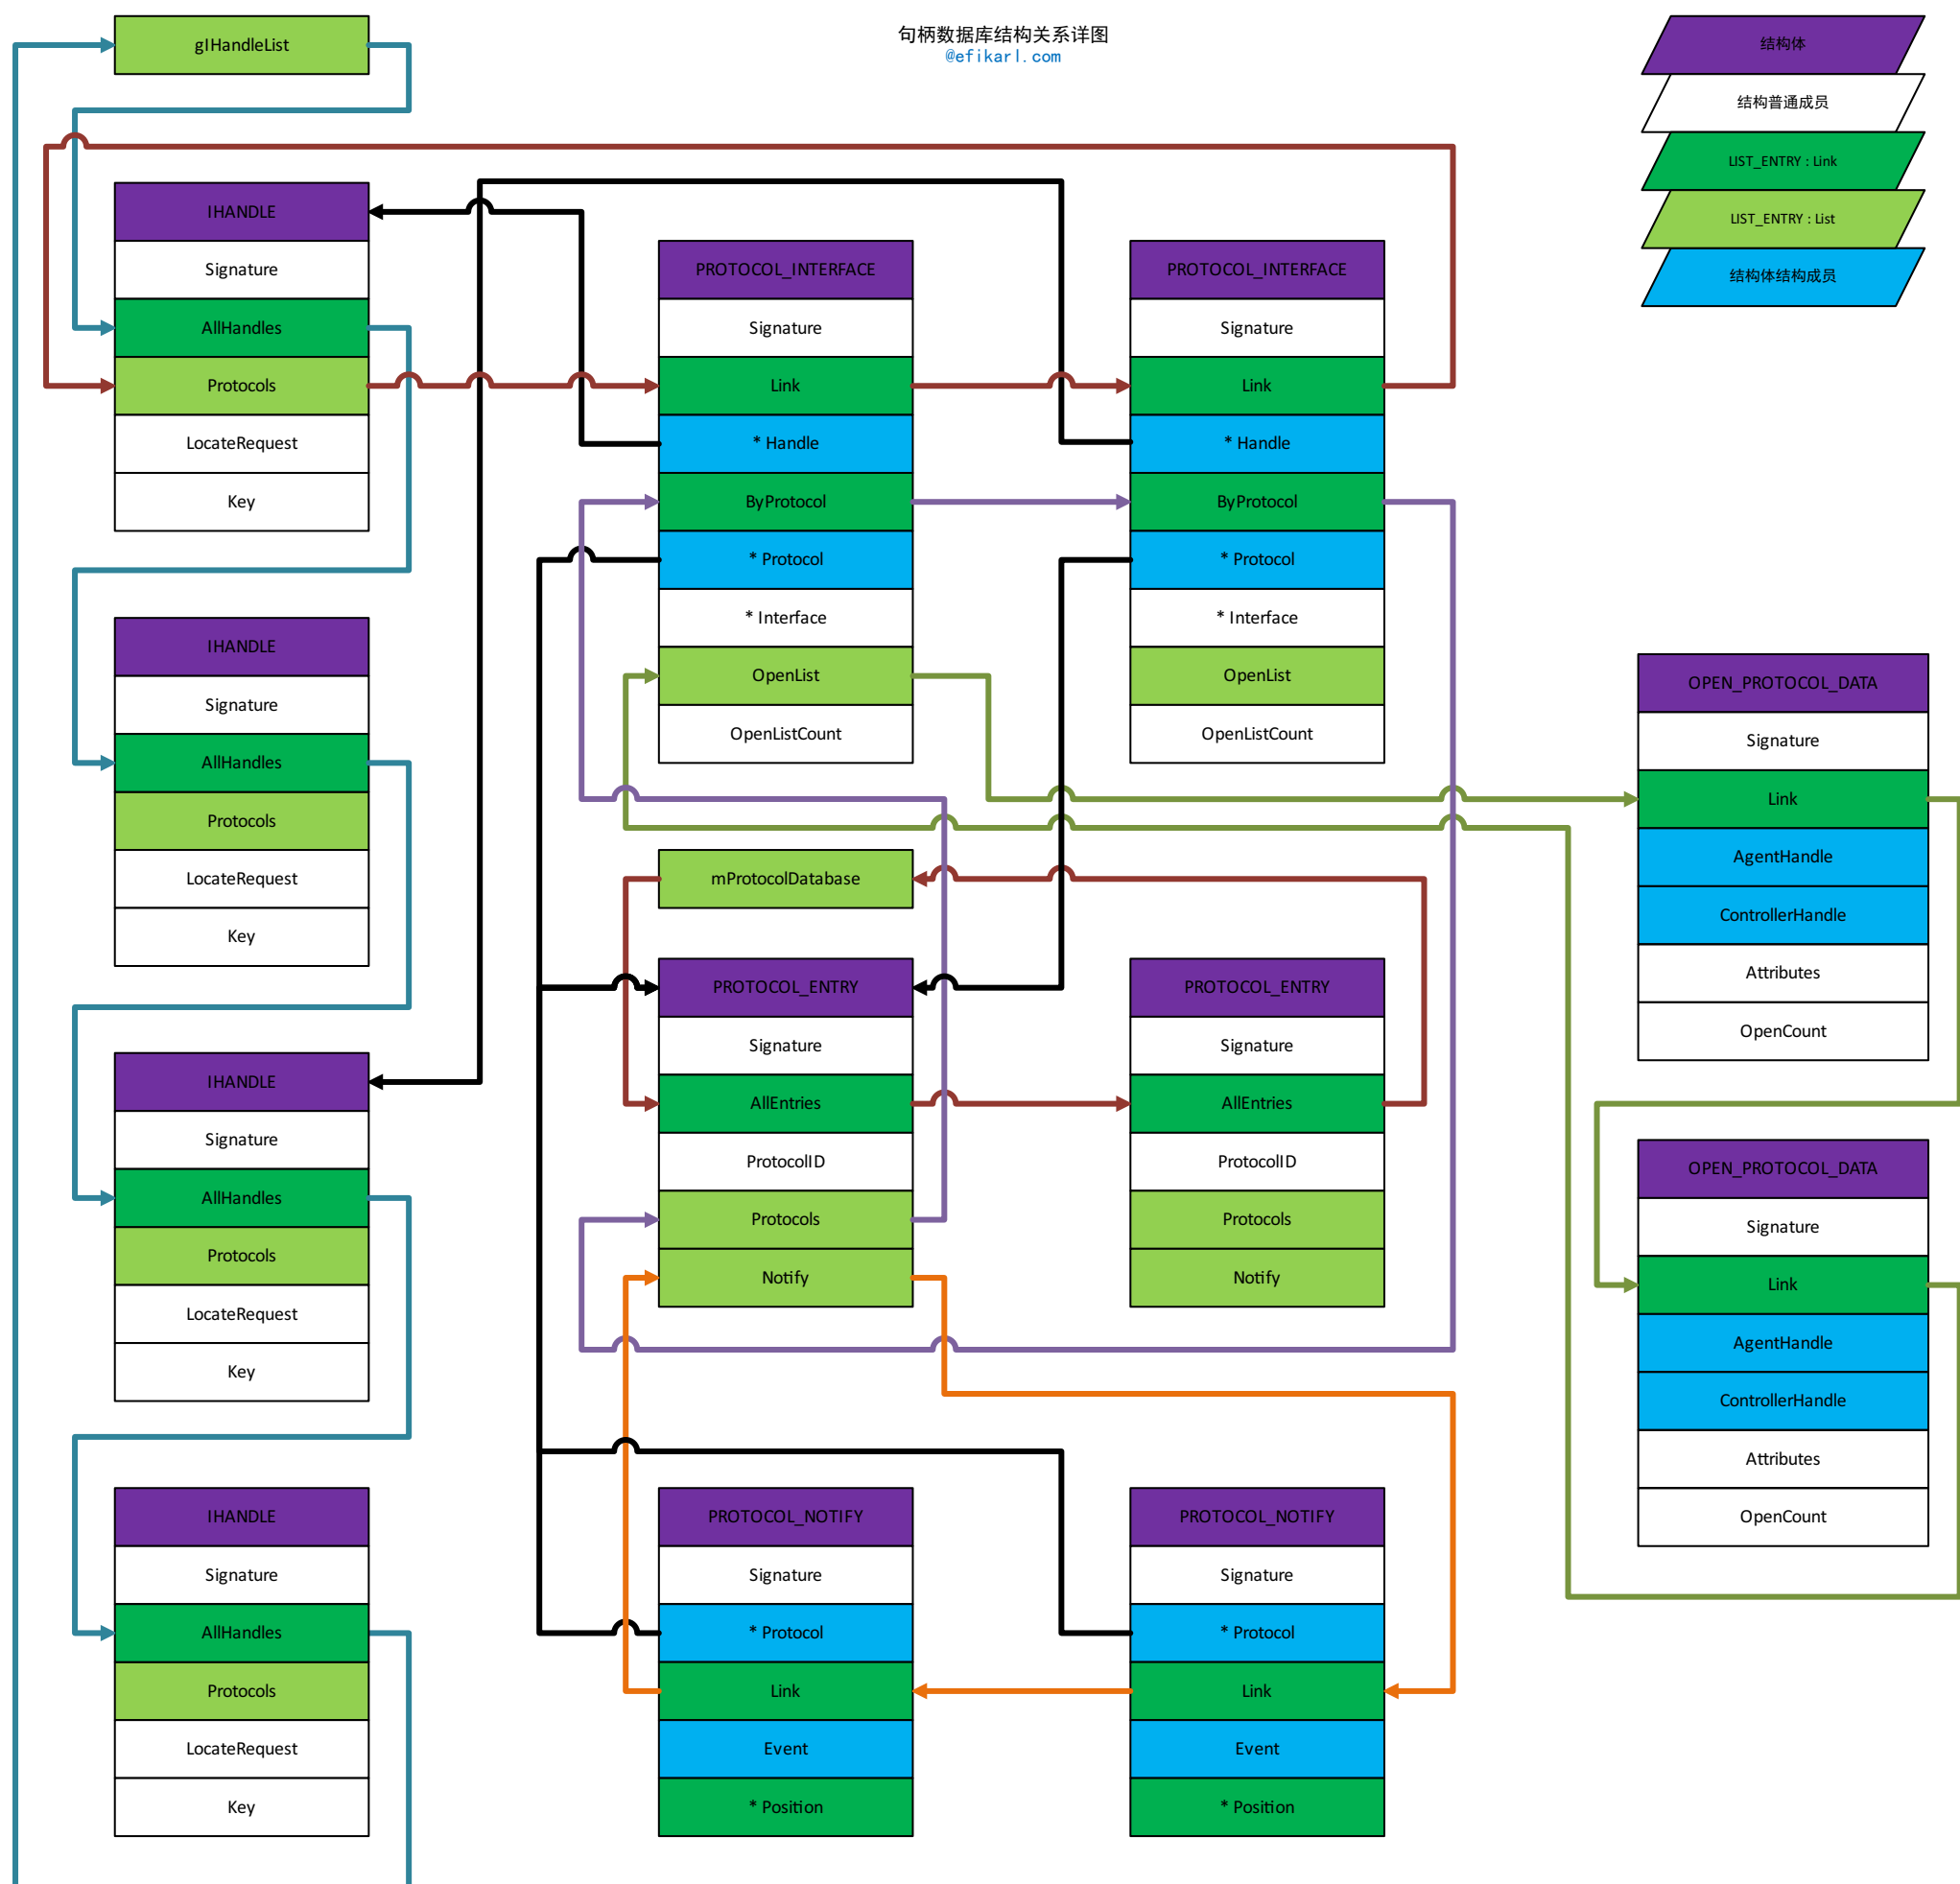 句柄数据库结构关系详图
@efikarl.com
结构体
结构普通成员
LIST_ENTRY : Link
LIST_ENTRY : List
结构体结构成员
gIHandleList
IHANDLE
Signature
AllHandles
Protocols
LocateRequest
Key
IHANDLE
Signature
AllHandles
Protocols
LocateRequest
Key
IHANDLE
Signature
AllHandles
Protocols
LocateRequest
Key
IHANDLE
Signature
AllHandles
Protocols
LocateRequest
Key
PROTOCOL_INTERFACE
Signature
Link
* Handle
ByProtocol
* Protocol
* Interface
OpenList
OpenListCount
PROTOCOL_INTERFACE
Signature
Link
* Handle
ByProtocol
* Protocol
* Interface
OpenList
OpenListCount
mProtocolDatabase
PROTOCOL_ENTRY
Signature
AllEntries
ProtocolID
Protocols
Notify
PROTOCOL_ENTRY
Signature
AllEntries
ProtocolID
Protocols
Notify
PROTOCOL_NOTIFY
Signature
* Protocol
Link
Event
* Position
PROTOCOL_NOTIFY
Signature
* Protocol
Link
Event
* Position
OPEN_PROTOCOL_DATA
Signature
Link
AgentHandle
ControllerHandle
Attributes
OpenCount
OPEN_PROTOCOL_DATA
Signature
Link
AgentHandle
ControllerHandle
Attributes
OpenCount